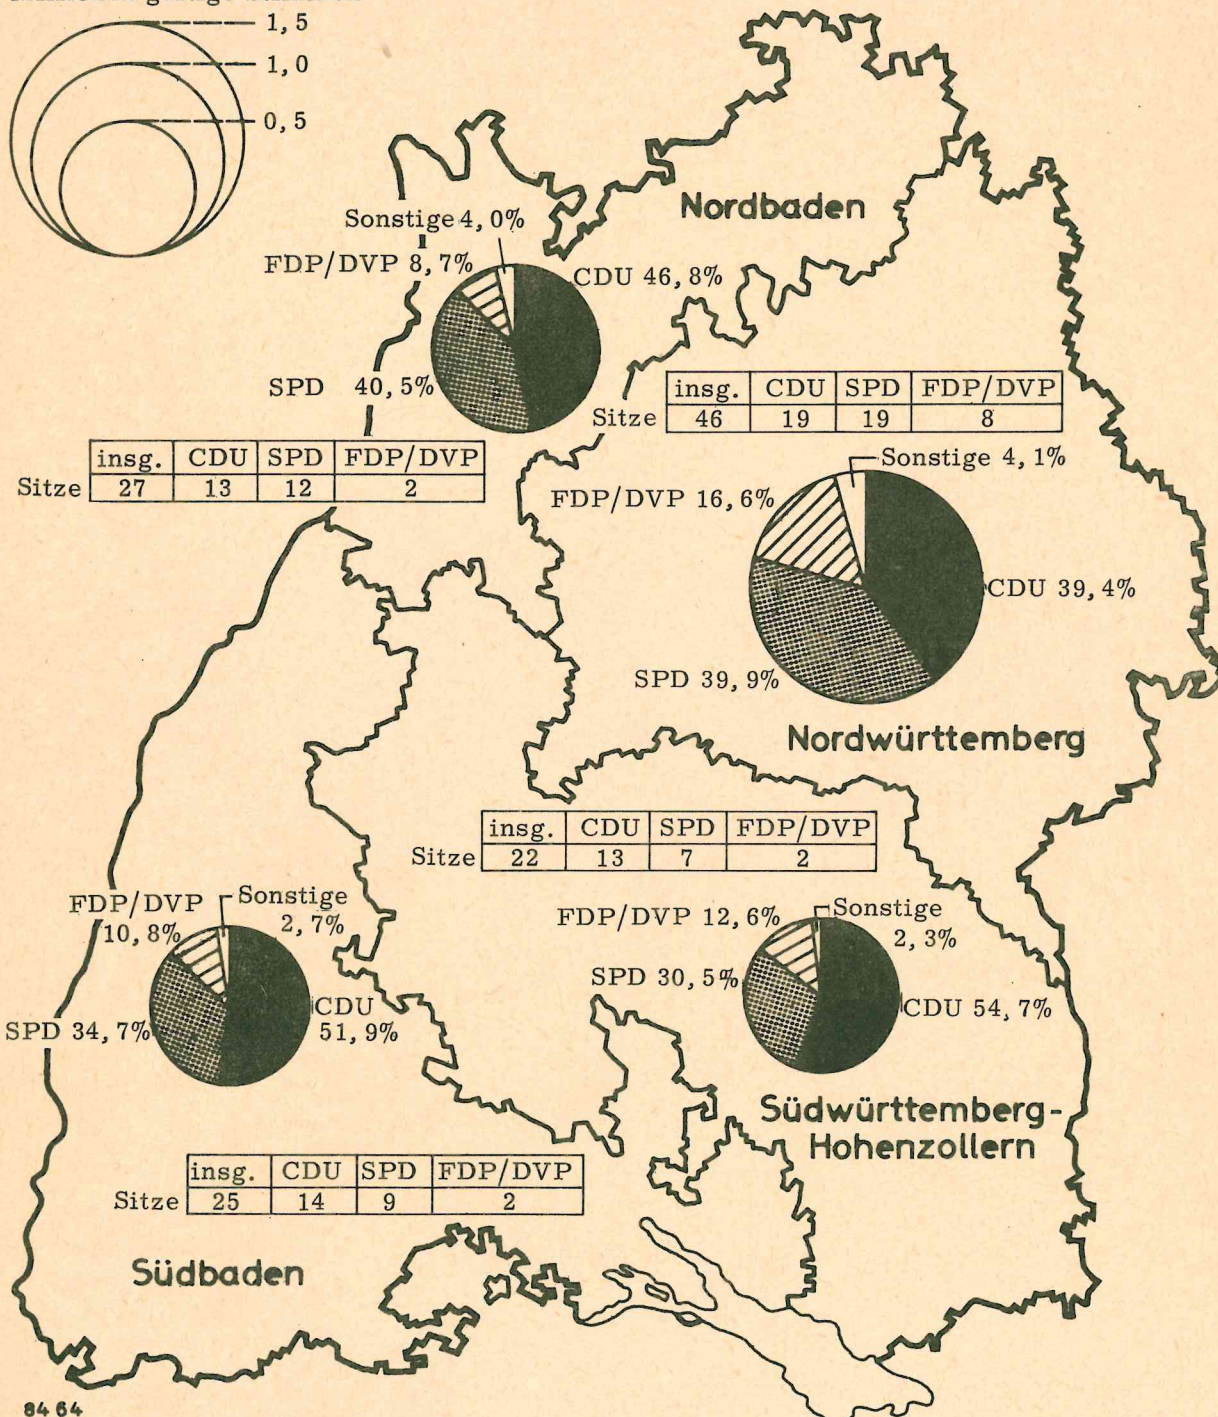 1, 5
1, 0
0, 5
Nordbaden
Sonstige 4, 0%
FDP/DVP 8, 7%
CDU 46, 8%
SPD 40, 5%
insg. CDU SPD FDP/DVP
Sitze 27 13 12 2
insg. CDU SPD FDP/DVP
Sitze 46 19 19 8
Sonstige 4, 1%
FDP/DVP 16, 6%
CDU 39, 4%
SPD 39, 9%
Nordwürttemberg
insg. CDU SPD FDP/DVP
Sitze 22 13 7 2
FDP/DVP 12, 6%
Sonstige
2, 3%
SPD 30, 5%
CDU 54, 7%
Südwürttemberg-
Hohenzollern
FDP/DVP
10, 8%
Sonstige
2, 7%
SPD 34, 7%
CDU
51, 9%
insg. CDU SPD FDP/DVP
Sitze 25 14 9 2
Südbaden
84 64